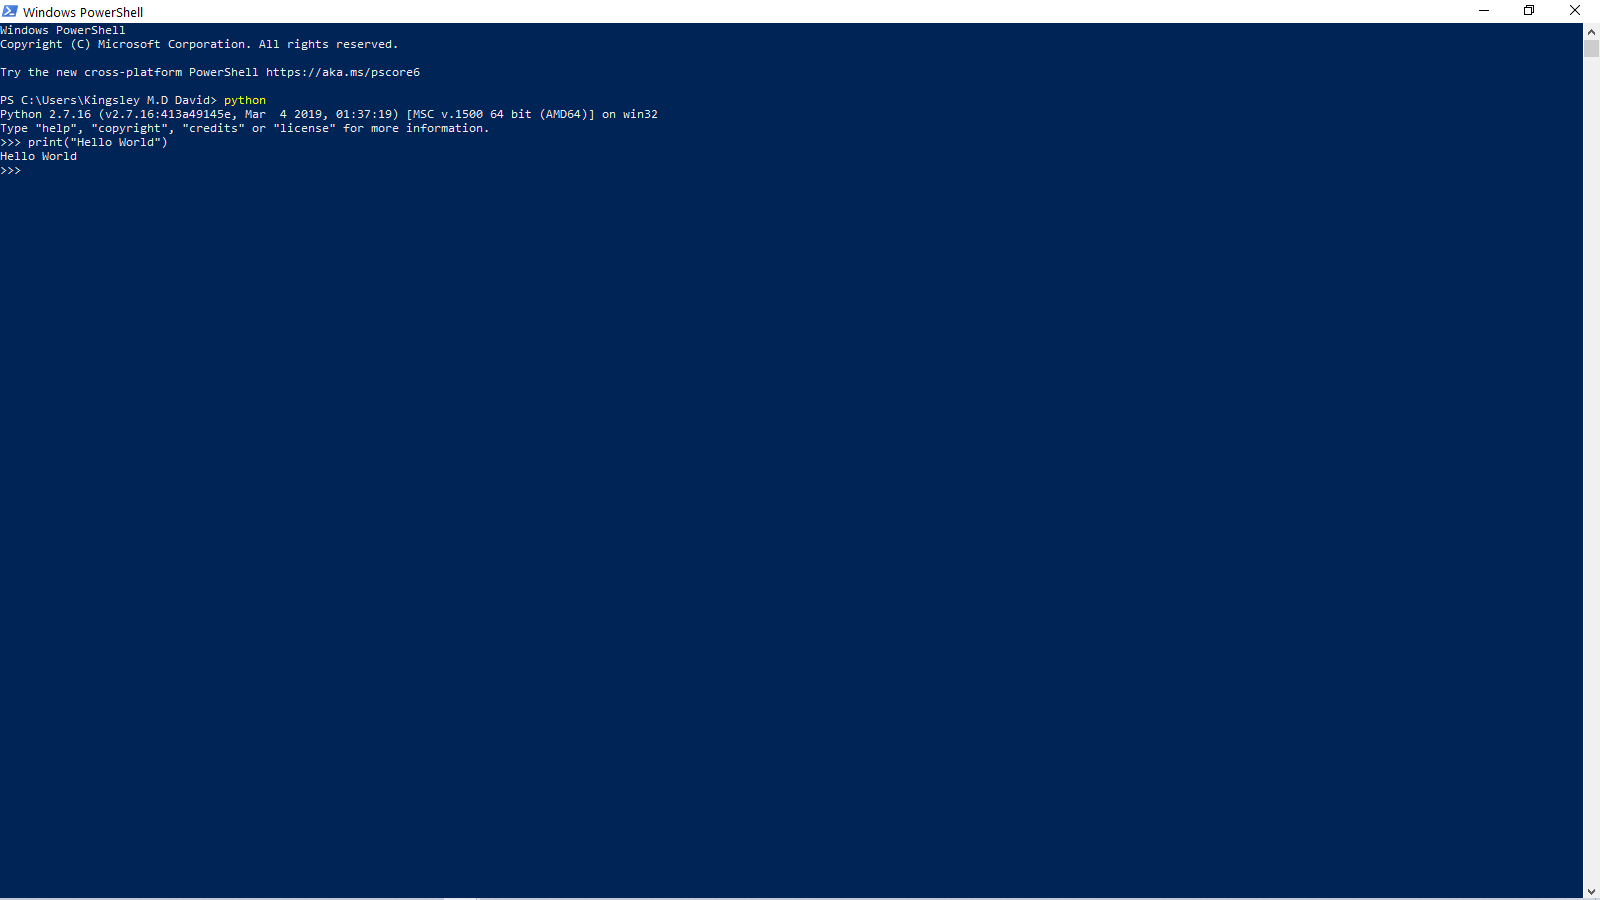 Windows PowerShell
Windows PowerShell
Copyright (C) Microsoft Corporation. All rights reserved.
Try the new cross-platform PowerShell https://aka.ms/pscore6
PS C:\Users\Kingsley M.D David> python
Python 2.7.16 (v2.7.16:413a49145e, Mar  4 2019, 01:37:19) [MSC v.1500 64 bit (AMD64)] on win32
Type "help", "copyright", "credits" or "license" for more information.
>>> print("Hello World")
Hello World
>>>